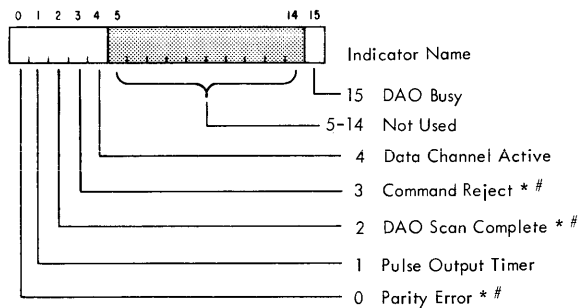 0 1 2 3 4 5 14 15
Indicator Name
15 DAO Busy
5-14 Not Used
4 Data Channel Active
3 Command Reject * #
2 DAO Scan Complete * #
1 Pulse Output Timer
0 Parity Error * #